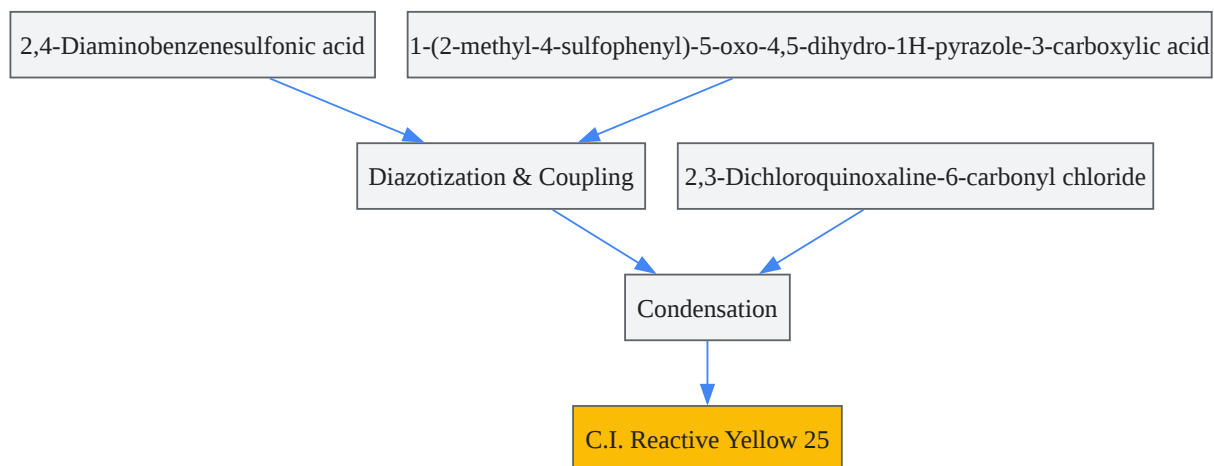 2,4-Diaminobenzenesulfonic acid
1-(2-methyl-4-sulfophenyl)-5-oxo-4,5-dihydro-1H-pyrazole-3-carboxylic acid
Diazotization & Coupling
2,3-Dichloroquinoxaline-6-carbonyl chloride
Condensation
C.I. Reactive Yellow 25